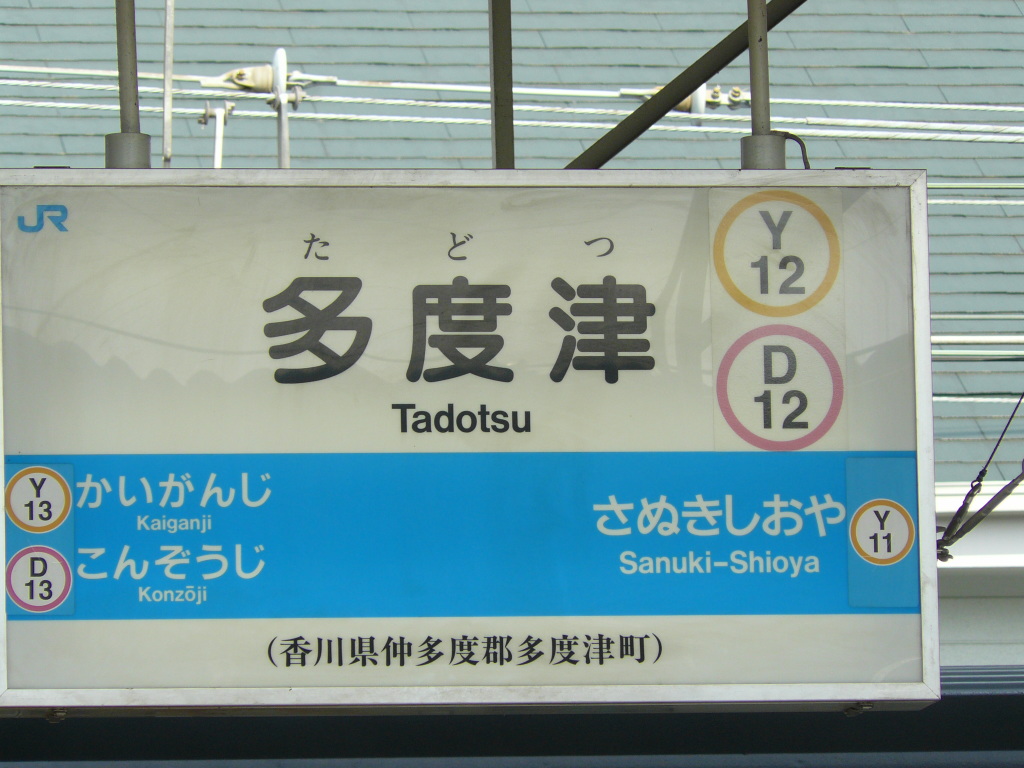 JR
た ど つ
多度津
Tadotsu
Y
12
D
12
Y
13
かいがんじ
Kaiganji
D
13
こんぞうじ
Konzōji
さぬきしおや
Sanuki-Shioya
Y
11
(香川県仲多度郡多度津町)